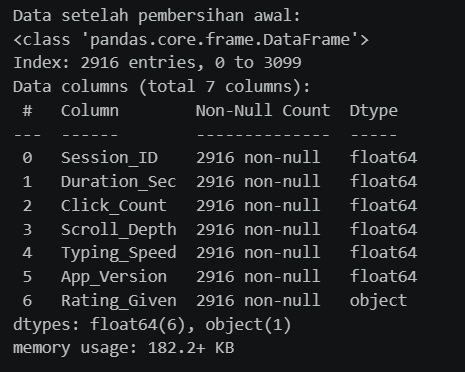 Data setelah pembersihan awal:
<class 'pandas.core.frame.DataFrame'>
Index: 2916 entries, 0 to 3099
Data columns (total 7 columns):
 #   Column        Non-Null Count  Dtype
---  ------        --------------  -----
 0   Session_ID    2916 non-null   float64
 1   Duration_Sec  2916 non-null   float64
 2   Click_Count   2916 non-null   float64
 3   Scroll_Depth  2916 non-null   float64
 4   Typing_Speed  2916 non-null   float64
 5   App_Version   2916 non-null   float64
 6   Rating_Given  2916 non-null   object
dtypes: float64(6), object(1)
memory usage: 182.2+ KB